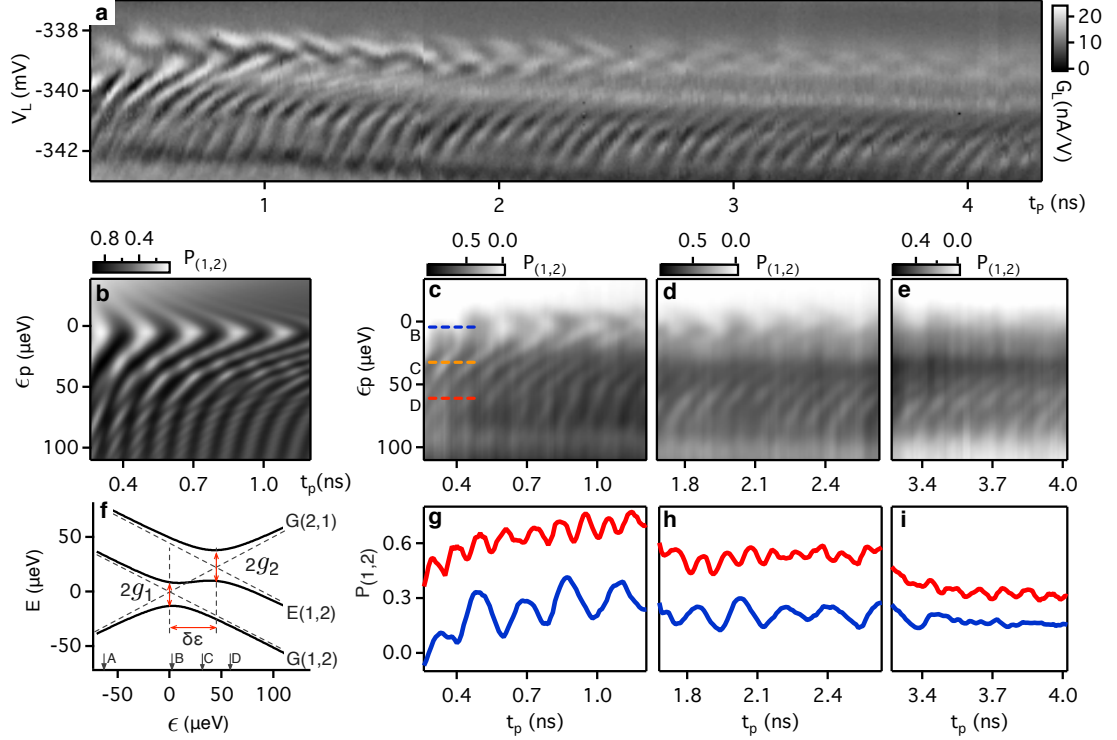 a
-338
-340
-342
V_L (mV)
1
2
3
4
t_P (ns)
20
10
0
G_L (nA/V)
0.8 0.4
P_(1,2)
b
0
50
100
ϵ_p (μeV)
0.4
0.7
1.0
t_p(ns)
0.5 0.0
P_(1,2)
c
0
B
C
50
D
100
ϵ_p (μeV)
0.4
0.7
1.0
0.5 0.0
P_(1,2)
d
1.8
2.1
2.4
0.4 0.0
P_(1,2)
e
3.4
3.7
4.0
f
50
0
-50
E (μeV)
G(2,1)
2g_2
2g_1
E(1,2)
δε
G(1,2)
A
B
C
D
-50
0
50
100
ϵ (μeV)
g
0.6
0.3
0.0
P_(1,2)
0.4
0.7
1.0
t_p (ns)
h
1.8
2.1
2.4
t_p (ns)
i
3.4
3.7
4.0
t_p (ns)